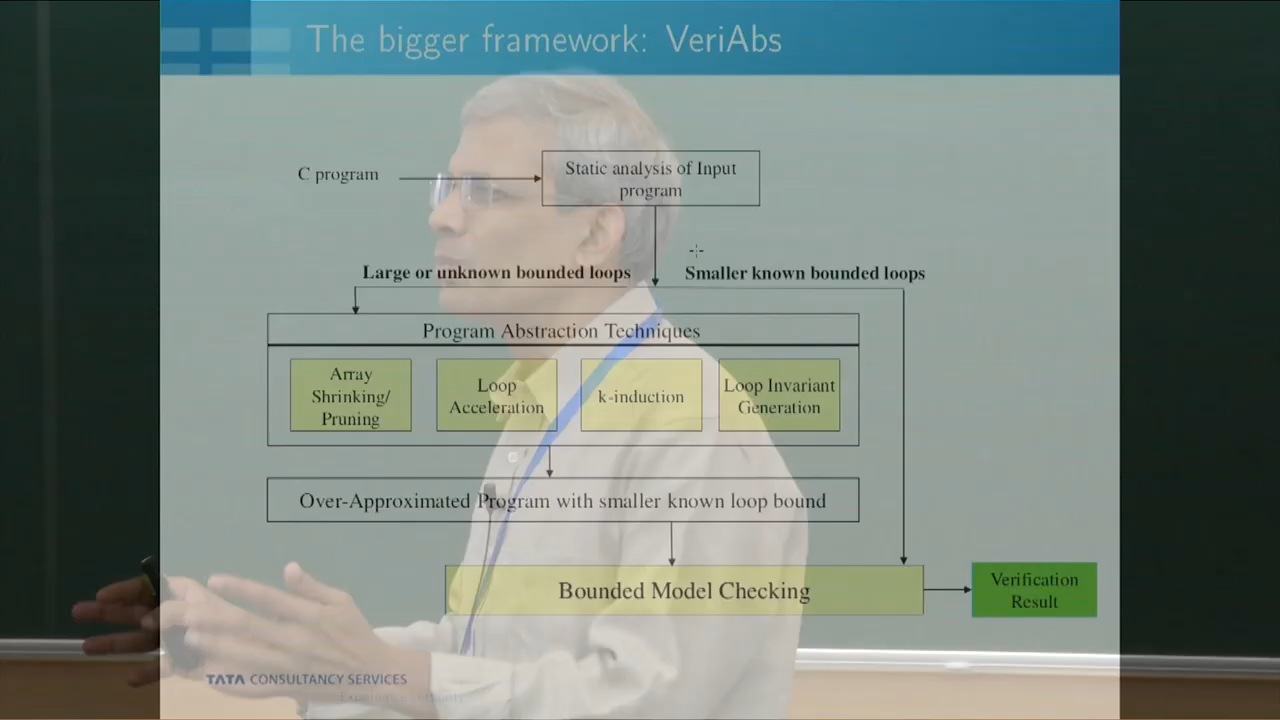 The bigger framework: VeriAbs
C program
Static analysis of Input
program
Large or unknown bounded loops
Smaller known bounded loops
Program Abstraction Techniques
Array
Shrinking/
Pruning
Loop
Acceleration
k-induction
Loop Invariant
Generation
Over-Approximated Program with smaller known loop bound
Bounded Model Checking
Verification
Result
TATA CONSULTANCY SERVICES